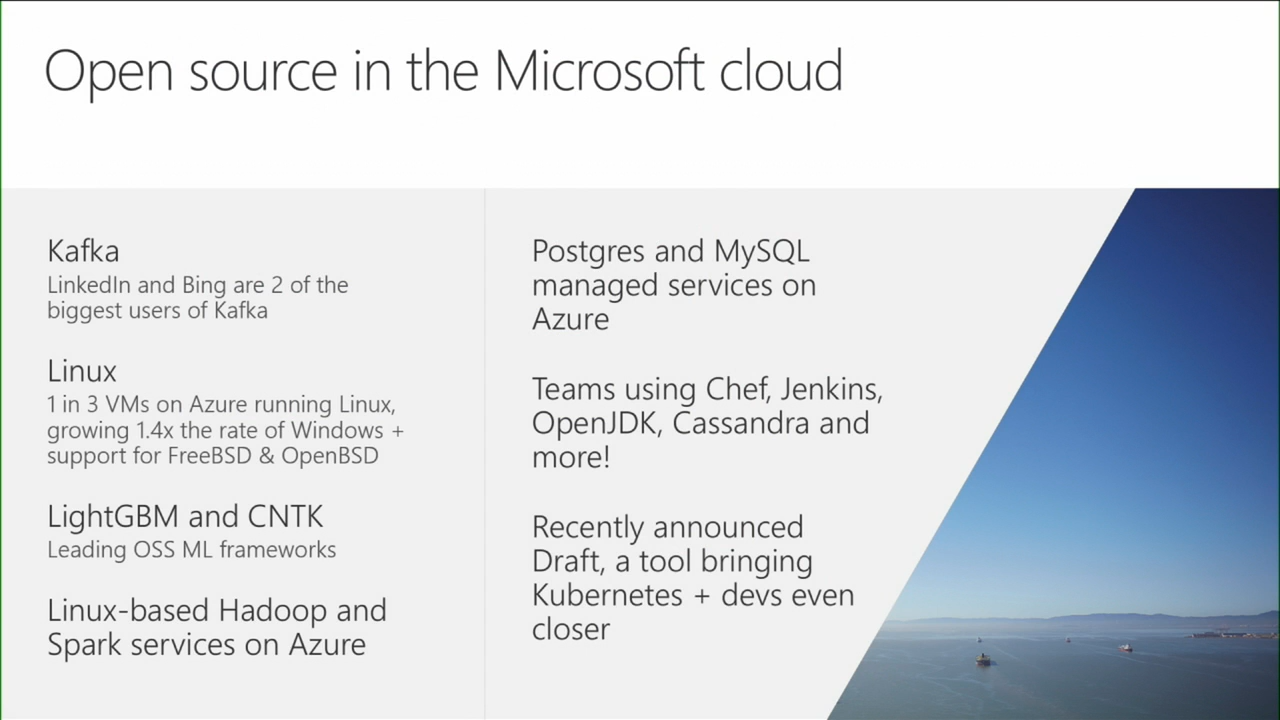 Open source in the Microsoft cloud
Kafka
LinkedIn and Bing are 2 of the
biggest users of Kafka
Linux
1 in 3 VMs on Azure running Linux,
growing 1.4x the rate of Windows +
support for FreeBSD & OpenBSD
LightGBM and CNTK
Leading OSS ML frameworks
Linux-based Hadoop and
Spark services on Azure
Postgres and MySQL
managed services on
Azure
Teams using Chef, Jenkins,
OpenJDK, Cassandra and
more!
Recently announced
Draft, a tool bringing
Kubernetes + devs even
closer